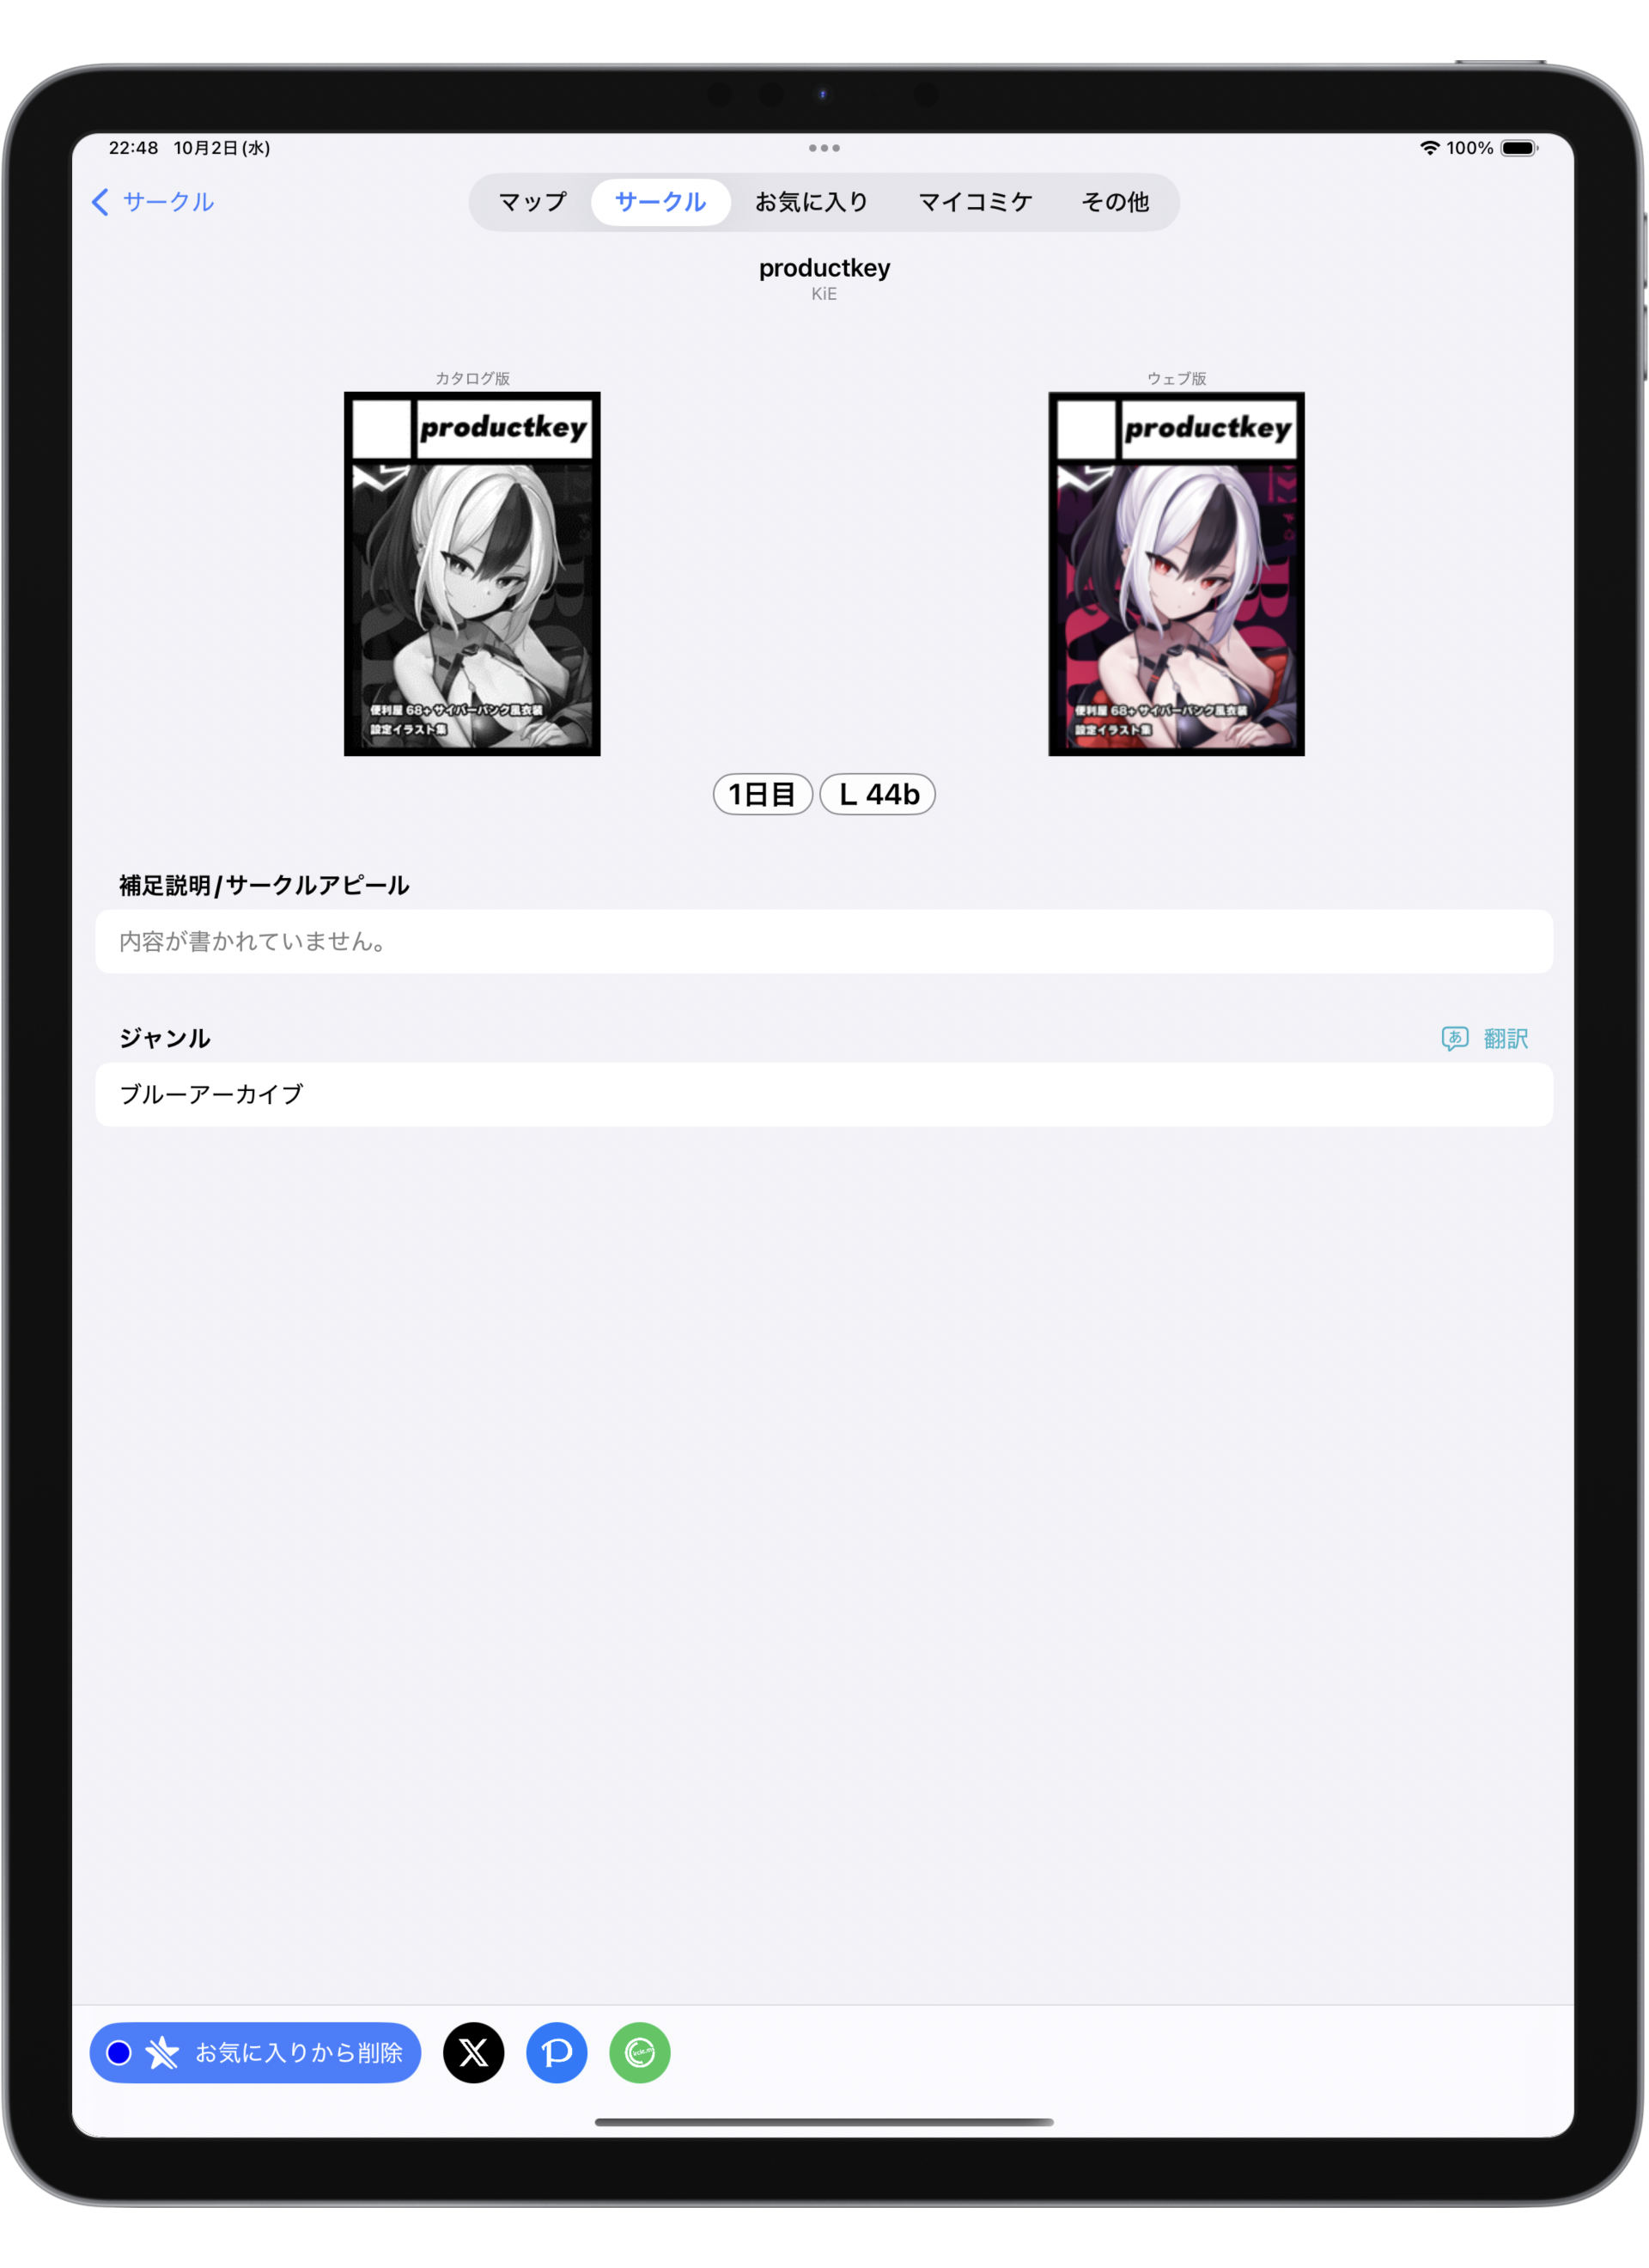 22:48 10月2日(水)
100%
サークル
マップ サークル お気に入り マイコミケ その他
productkey
KiE
カタログ版
productkey
便利屋 68+サイバーパンク風衣装
設定イラスト集
ウェブ版
productkey
便利屋 68+サイバーパンク風衣装
設定イラスト集
1日目 L 44b
補足説明/サークルアピール
内容が書かれていません。
ジャンル
あ 翻訳
ブルーアーカイブ
お気に入りから削除